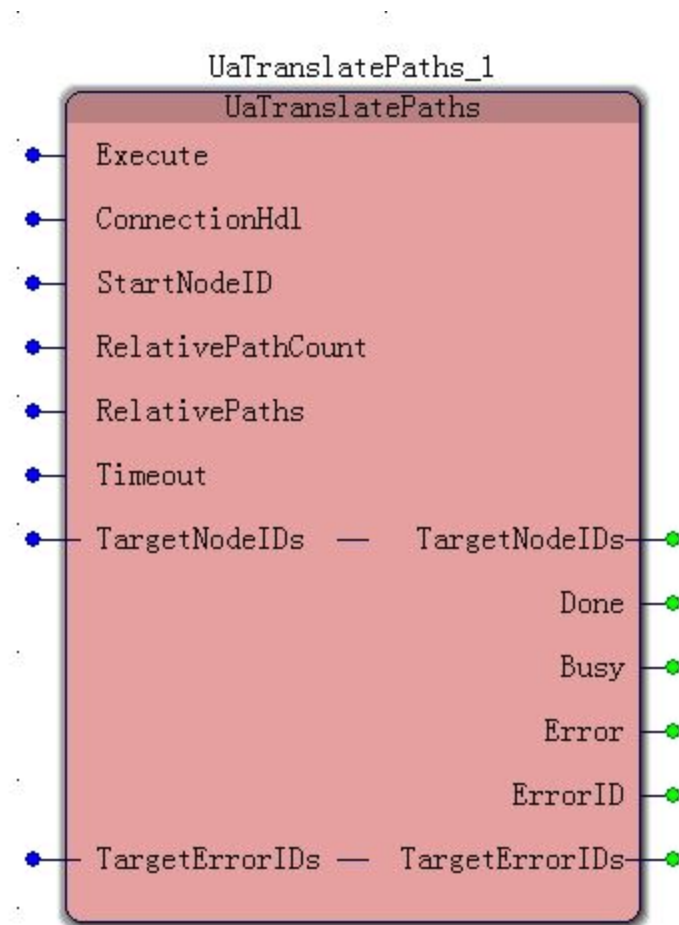 UaTranslatePaths_1
UaTranslatePaths
Execute
ConnectionHdl
StartNodeID
RelativePathCount
RelativePaths
Timeout
TargetNodeIDs — TargetNodeIDs
Done
Busy
Error
ErrorID
TargetErrorIDs — TargetErrorIDs